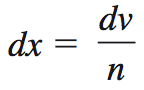 dx = dv/n